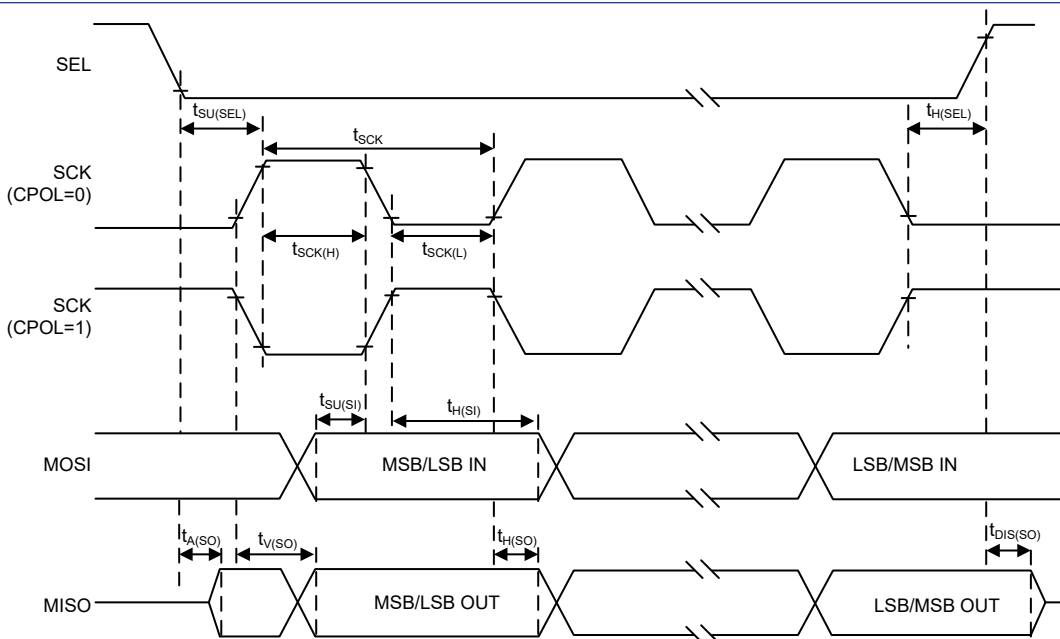 SEL
tSU(SEL)
tH(SEL)
tSCK
SCK
(CPOL=0)
tSCK(H)
tSCK(L)
SCK
(CPOL=1)
tSU(SI)
tH(SI)
MOSI
MSB/LSB IN
LSB/MSB IN
tA(SO)
tV(SO)
tH(SO)
tDIS(SO)
MISO
MSB/LSB OUT
LSB/MSB OUT